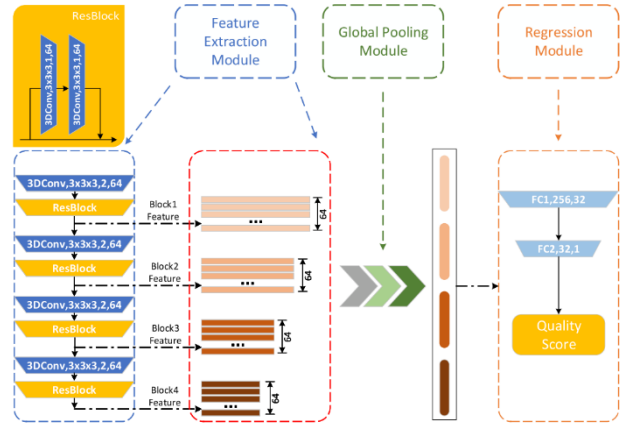 ResBlock
3DConv,3x3x3,1,64
3DConv,3x3x3,1,64
Feature
Extraction
Module
Global Pooling
Module
Regression
Module
3DConv,3x3x3,2,64
ResBlock
3DConv,3x3x3,2,64
ResBlock
3DConv,3x3x3,2,64
ResBlock
3DConv,3x3x3,2,64
ResBlock
Block1
Feature
...
64
Block2
Feature
...
64
Block3
Feature
...
64
Block4
Feature
...
64
FC1,256,32
FC2,32,1
Quality
Score